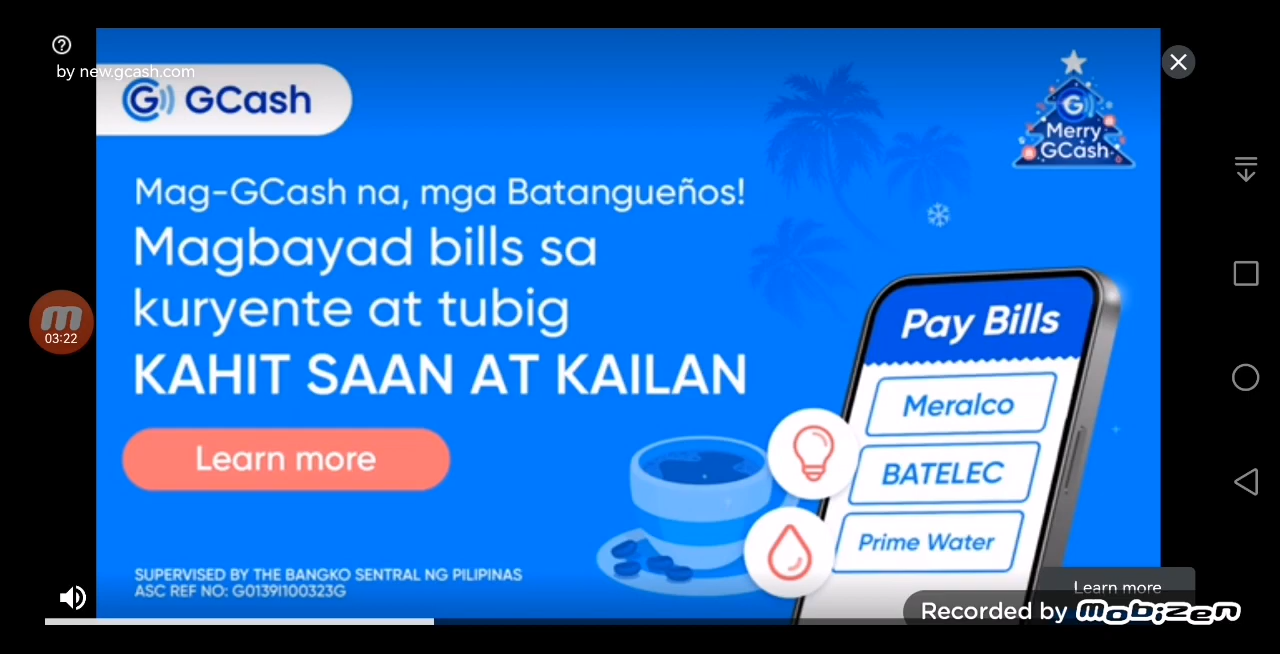 by new.gcash.com
GCash
Merry
GCash
Mag-GCash na, mga Batangueños!
Magbayad bills sa
kuryente at tubig
KAHIT SAAN AT KAILAN
Learn more
Pay Bills
Meralco
BATELEC
Prime Water
03:22
SUPERVISED BY THE BANGKO SENTRAL NG PILIPINAS
ASC REF NO: G0139I100323G
Learn more
Recorded by mobizen